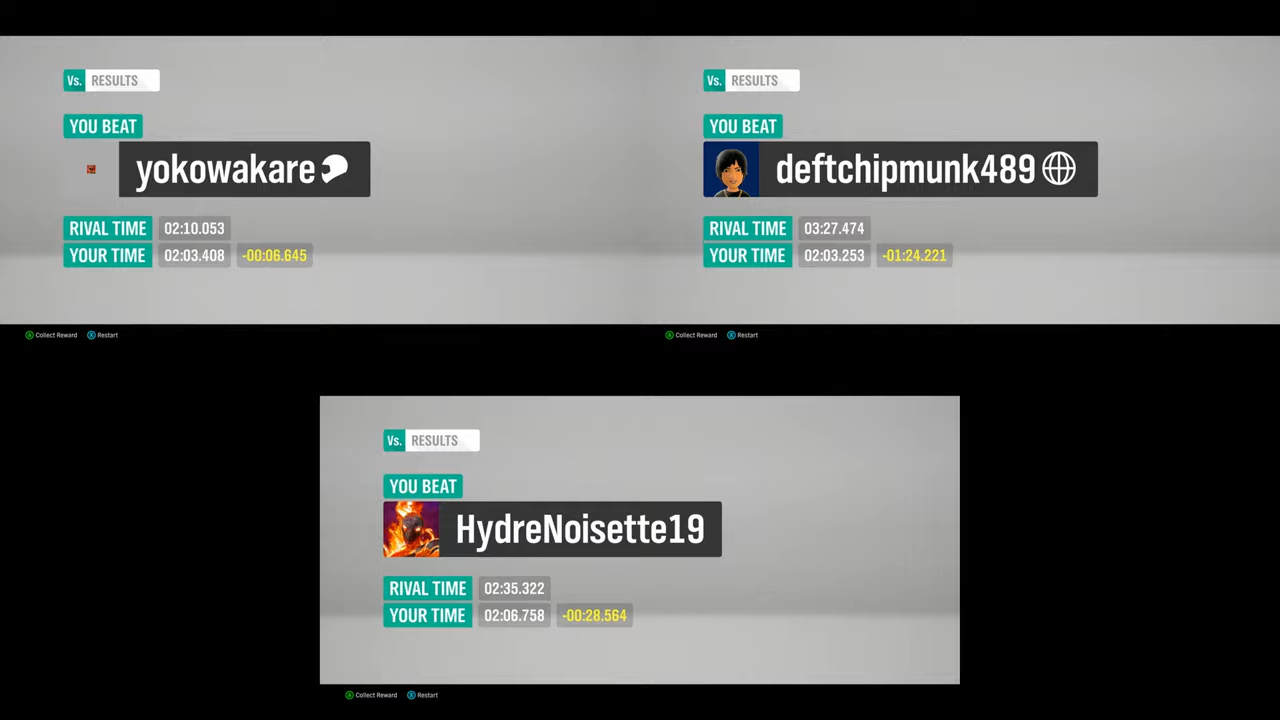 Vs. RESULTS
YOU BEAT
yokowakare
RIVAL TIME 02:10.053
YOUR TIME 02:03.408 -00:06.645
A Collect Reward X Restart
Vs. RESULTS
YOU BEAT
deftchipmunk489
RIVAL TIME 03:27.474
YOUR TIME 02:03.253 -01:24.221
A Collect Reward X Restart
Vs. RESULTS
YOU BEAT
HydreNoisette19
RIVAL TIME 02:35.322
YOUR TIME 02:06.758 -00:28.564
A Collect Reward X Restart